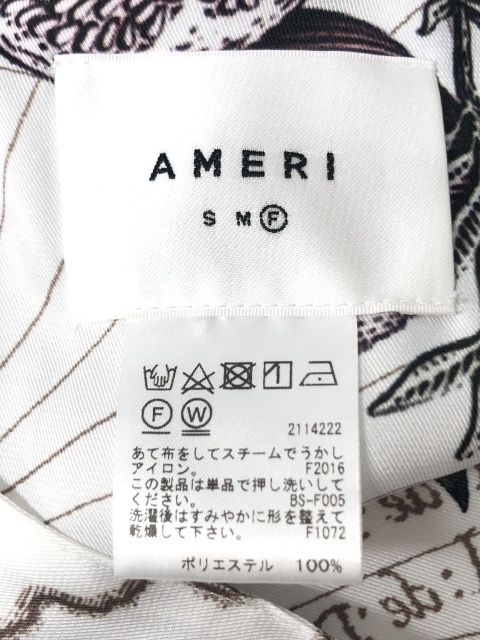 AMERI
S M F
F W
2114222
あて布をしてスチームでうかし
アイロン。 F2016
この製品は単品で押し洗いして
ください。 BS-F005
洗濯後はすみやかに形を整えて
乾燥して下さい。 F1072
ポリエステル 100%
de